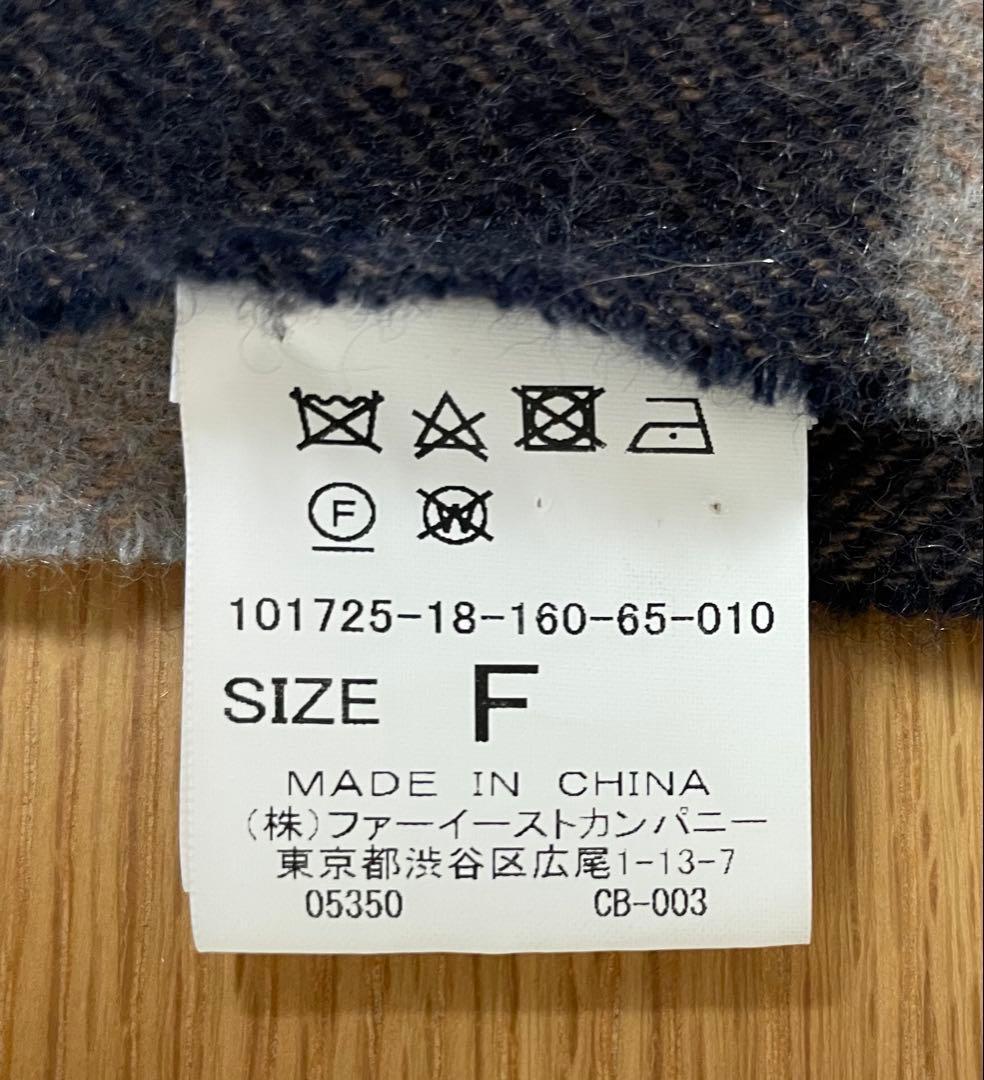 F W
101725-18-160-65-010
SIZE F
MADE IN CHINA
(株)ファーイーストカンパニー
東京都渋谷区広尾1-13-7
05350 CB-003